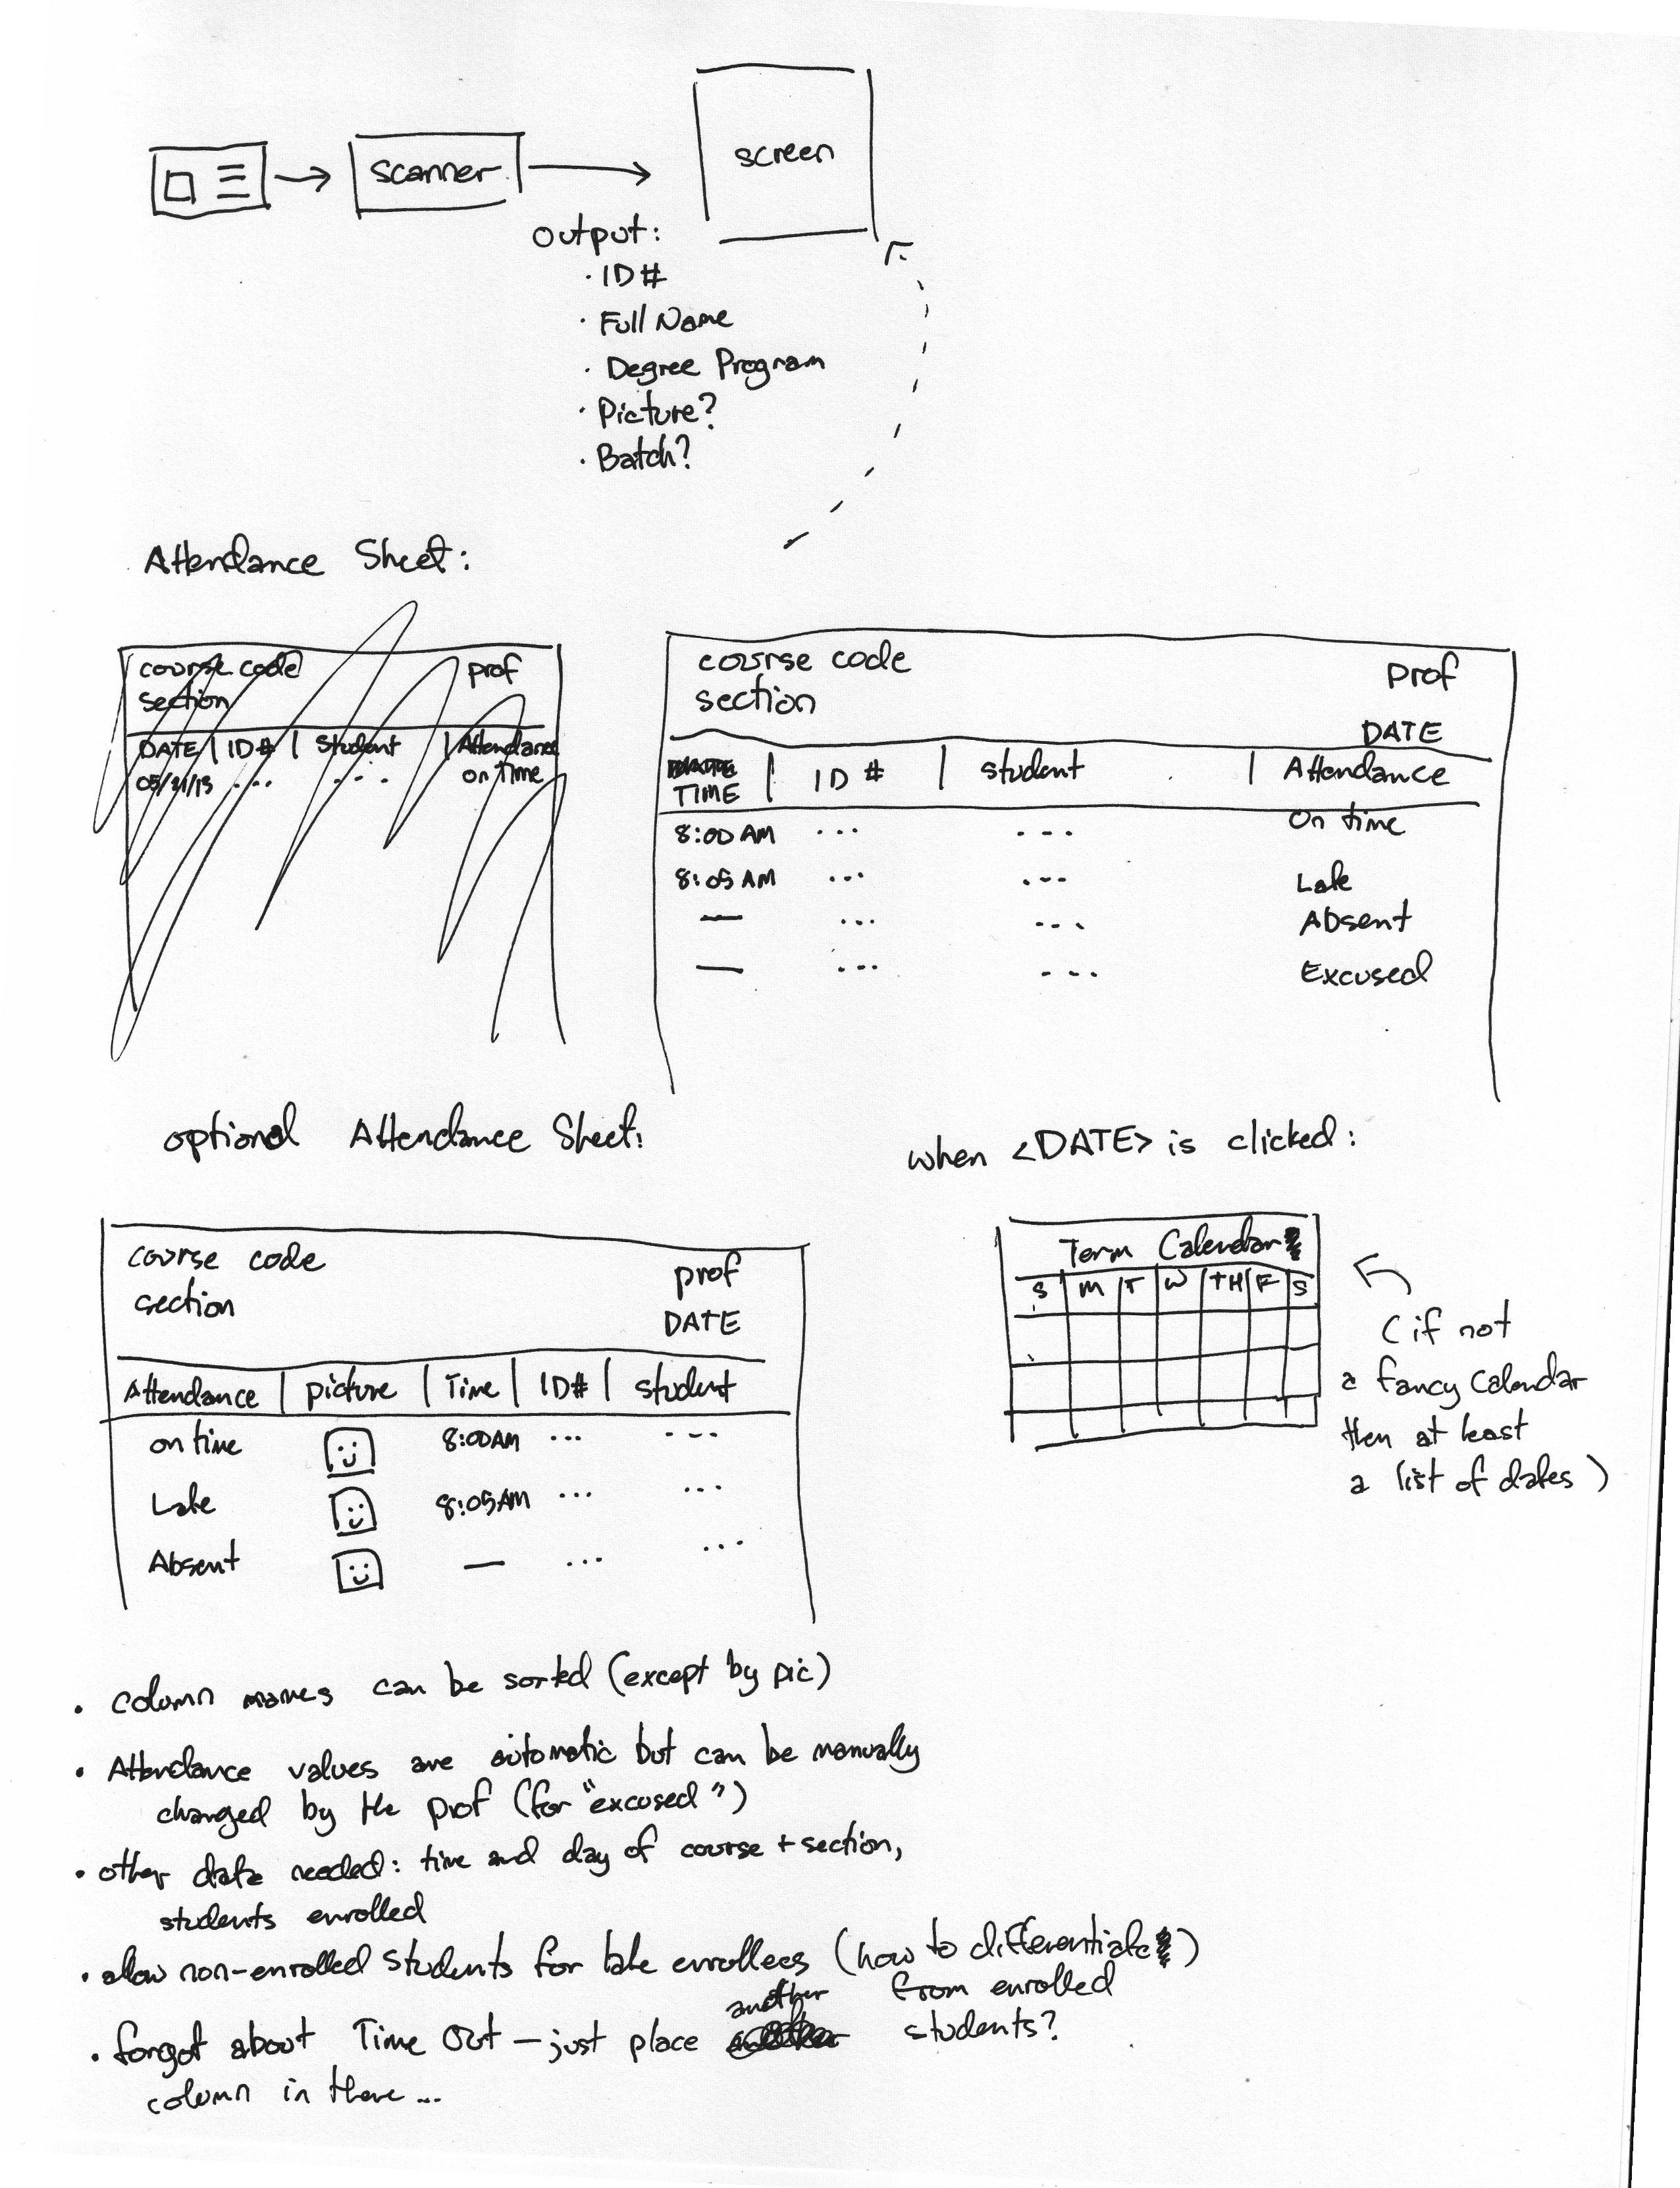 scanner
screen
Output:
· ID#
· Full Name
· Degree Program
· Picture?
· Batch?
Attendance Sheet:
course code prof
section
DATE | ID# | student | Attendance
05/21/13 ... ... on time
course code
section
prof
DATE
TIME | ID # | student | Attendance
8:00 AM ... --- On time
8:05 AM ... --- Late
— ... --- Absent
— ... --- Excused
optional Attendance Sheet:
course code
section
prof
DATE
Attendance | picture | Time | ID# | student
on time 8:00AM ... ---
Late 8:05AM ... ...
Absent — ... ...
when <DATE> is clicked:
Term Calendar
S | M | T | W | TH | F | S
(if not
a fancy calendar
then at least
a list of dates)
• column names can be sorted (except by pic)
• Attendance values are automatic but can be manually
changed by the prof (for "excused")
• other data needed: time and day of course + section,
students enrolled
• allow non-enrolled students for late enrollees (how to differentiate)
from enrolled
students?
• forgot about Time Out – just place another
column in there ...